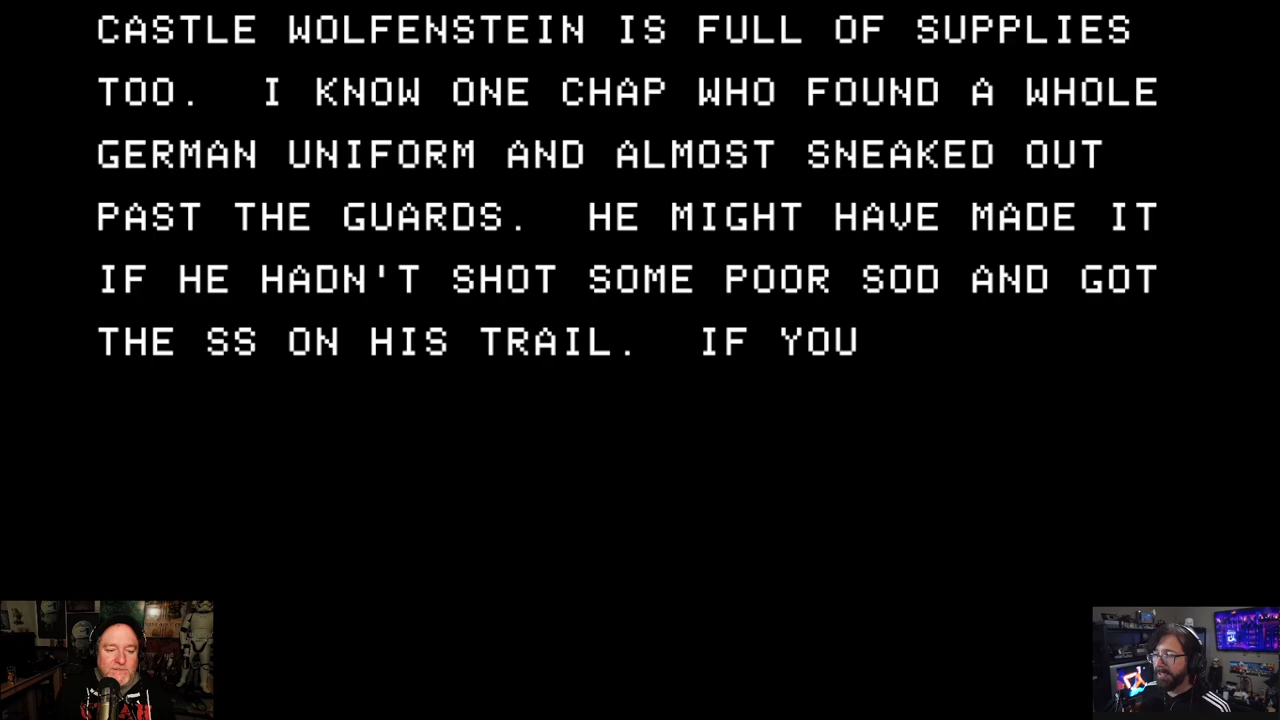 CASTLE WOLFENSTEIN IS FULL OF SUPPLIES
TOO.  I KNOW ONE CHAP WHO FOUND A WHOLE
GERMAN UNIFORM AND ALMOST SNEAKED OUT
PAST THE GUARDS.  HE MIGHT HAVE MADE IT
IF HE HADN'T SHOT SOME POOR SOD AND GOT
THE SS ON HIS TRAIL.  IF YOU